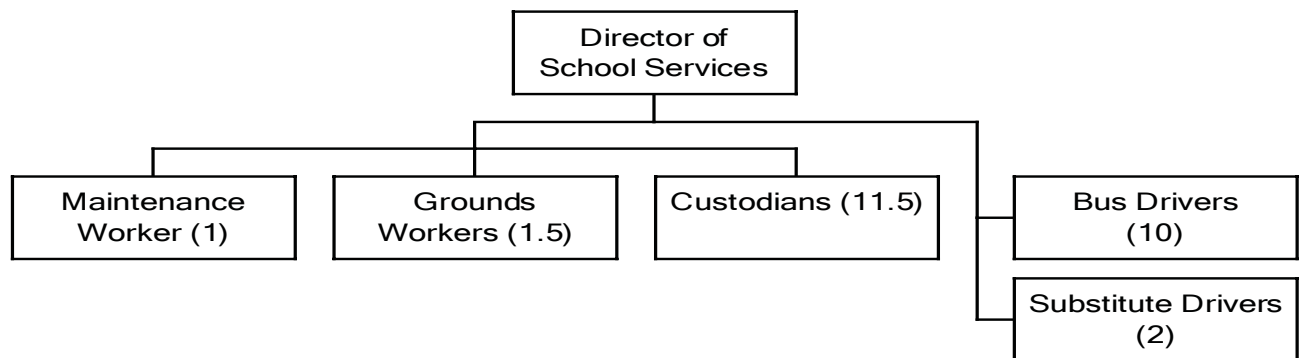 Director of
School Services
Maintenance
Worker (1)
Grounds
Workers (1.5)
Custodians (11.5)
Bus Drivers
(10)
Substitute Drivers
(2)